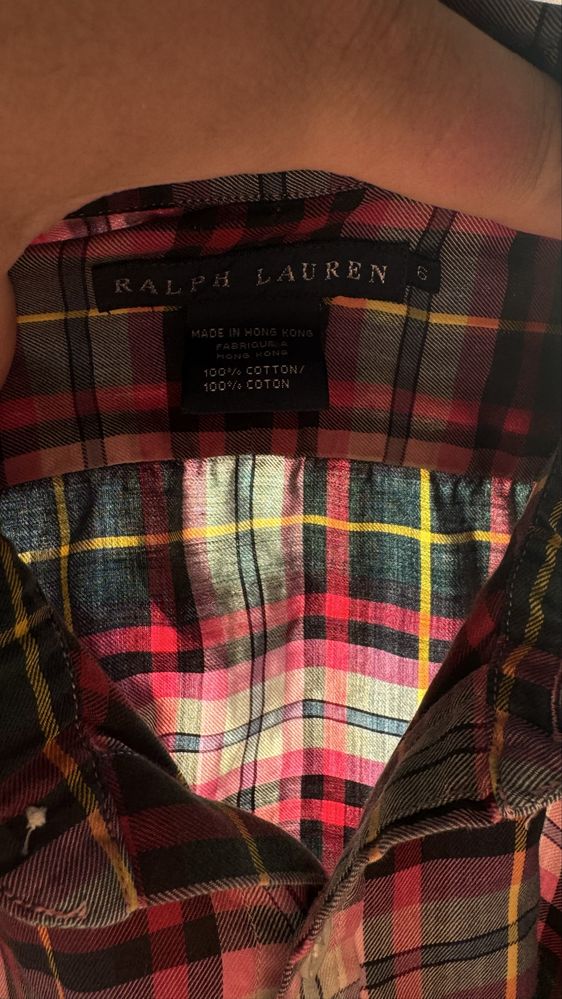 RALPH LAUREN 6
MADE IN HONG KONG
FABRIQUE A
HONG KONG
100% COTTON/
100% COTON